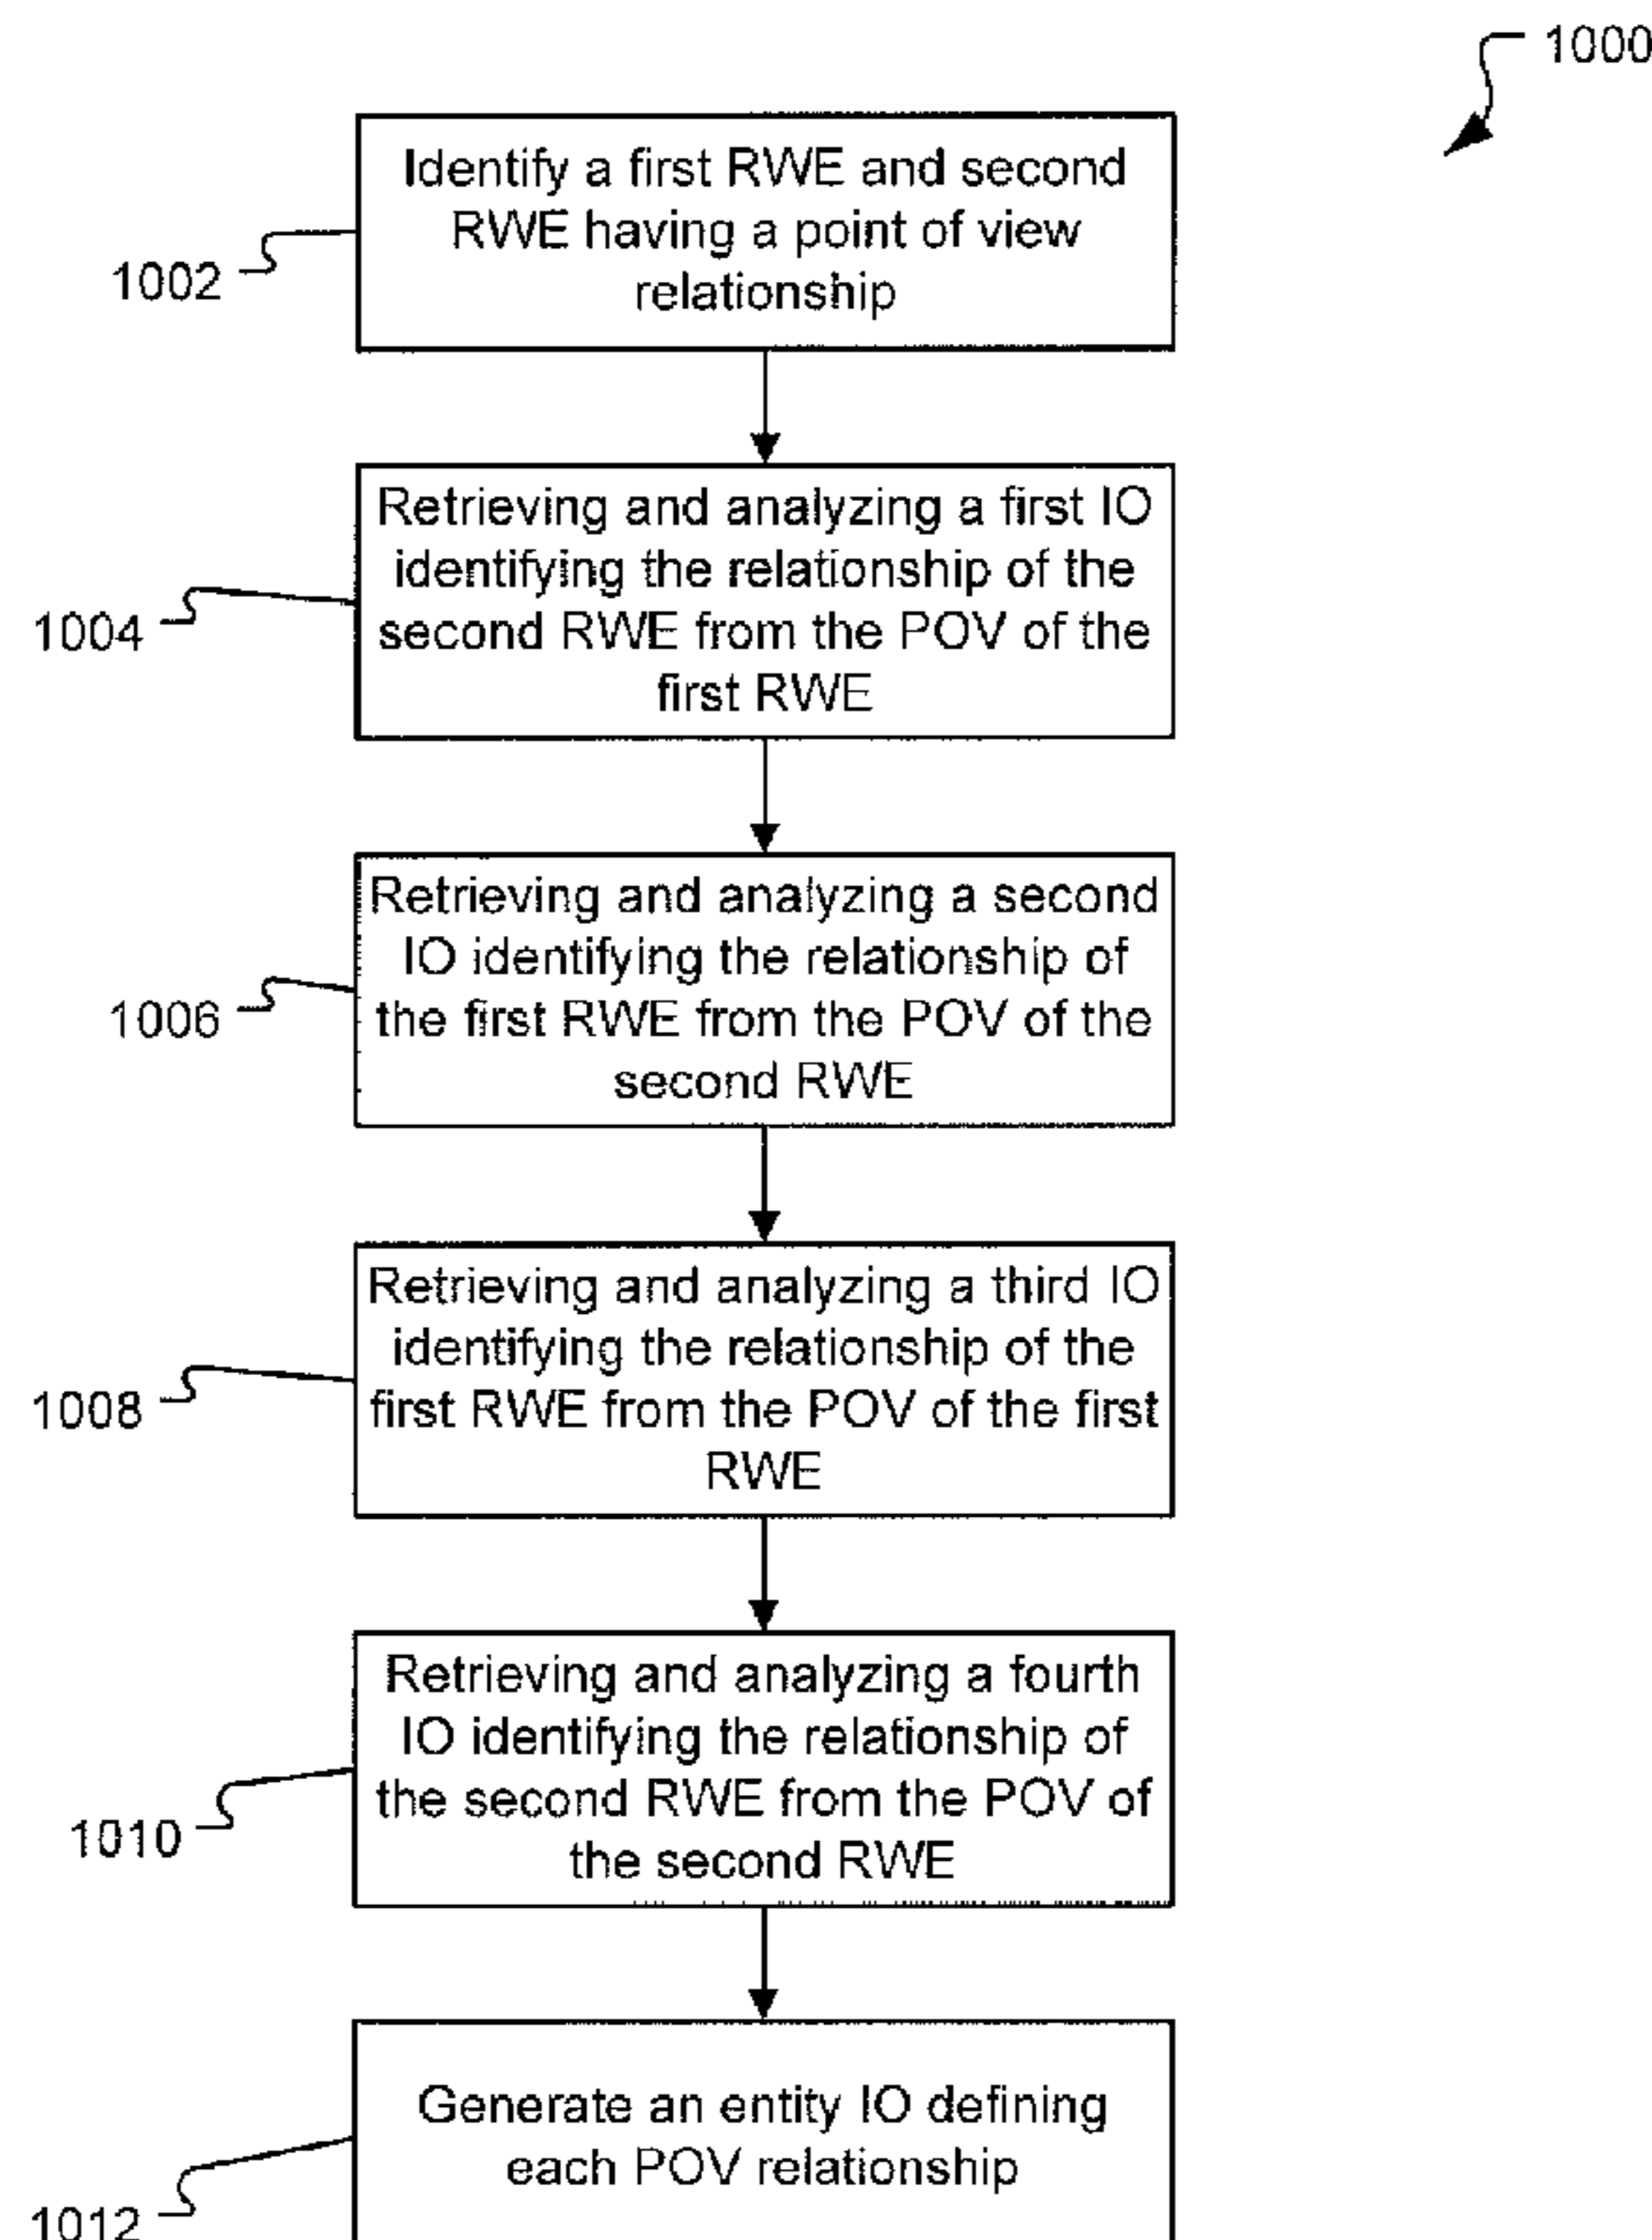 1000
Identify a first RWE and second
RWE having a point of view
relationship
1002
Retrieving and analyzing a first IO
identifying the relationship of the
second RWE from the POV of the
first RWE
1004
Retrieving and analyzing a second
IO identifying the relationship of
the first RWE from the POV of the
second RWE
1006
Retrieving and analyzing a third IO
identifying the relationship of the
first RWE from the POV of the first
RWE
1008
Retrieving and analyzing a fourth
IO identifying the relationship of
the second RWE from the POV of
the second RWE
1010
Generate an entity IO defining
each POV relationship
1012